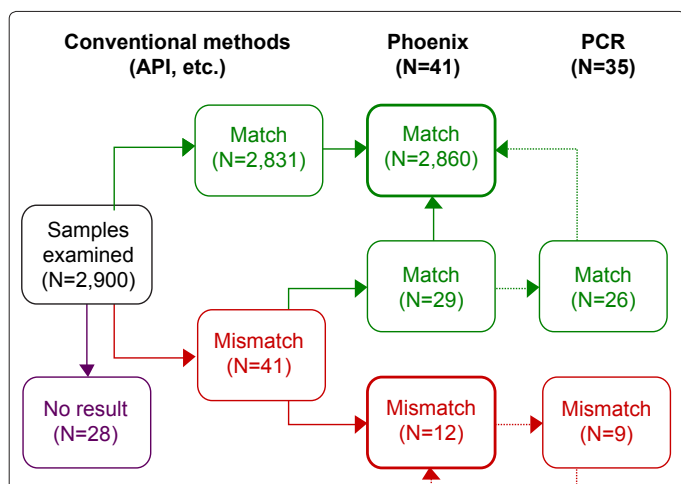 Conventional methods
(API, etc.)
Phoenix
(N=41)
PCR
(N=35)
Match
(N=2,831)
Match
(N=2,860)
Samples
examined
(N=2,900)
Match
(N=29)
Match
(N=26)
Mismatch
(N=41)
No result
(N=28)
Mismatch
(N=12)
Mismatch
(N=9)